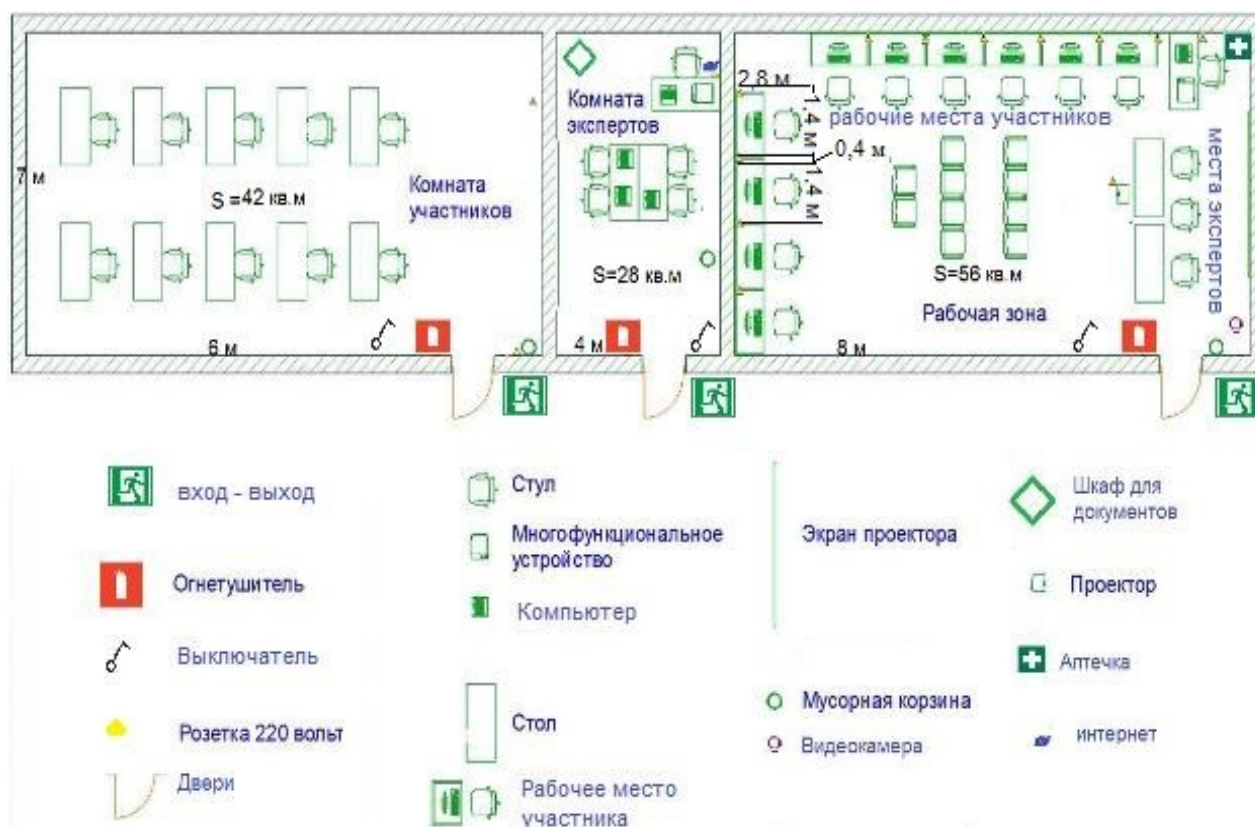 7 м
S =42 кв.м
Комната
участников
6 м
Комната
экспертов
S=28 кв.м
4 м
2,8 м
1,4 м
0,4 м
1,4 м
рабочие места участников
S=56 кв.м
Рабочая зона
места экспертов
8 м
вход - выход
Огнетушитель
Выключатель
Розетка 220 вольт
Двери
Стул
Многофункциональное
устройство
Компьютер
Стол
Рабочее место
участника
Экран проектора
Мусорная корзина
Видеокамера
Шкаф для
документов
Проектор
Аптечка
интернет